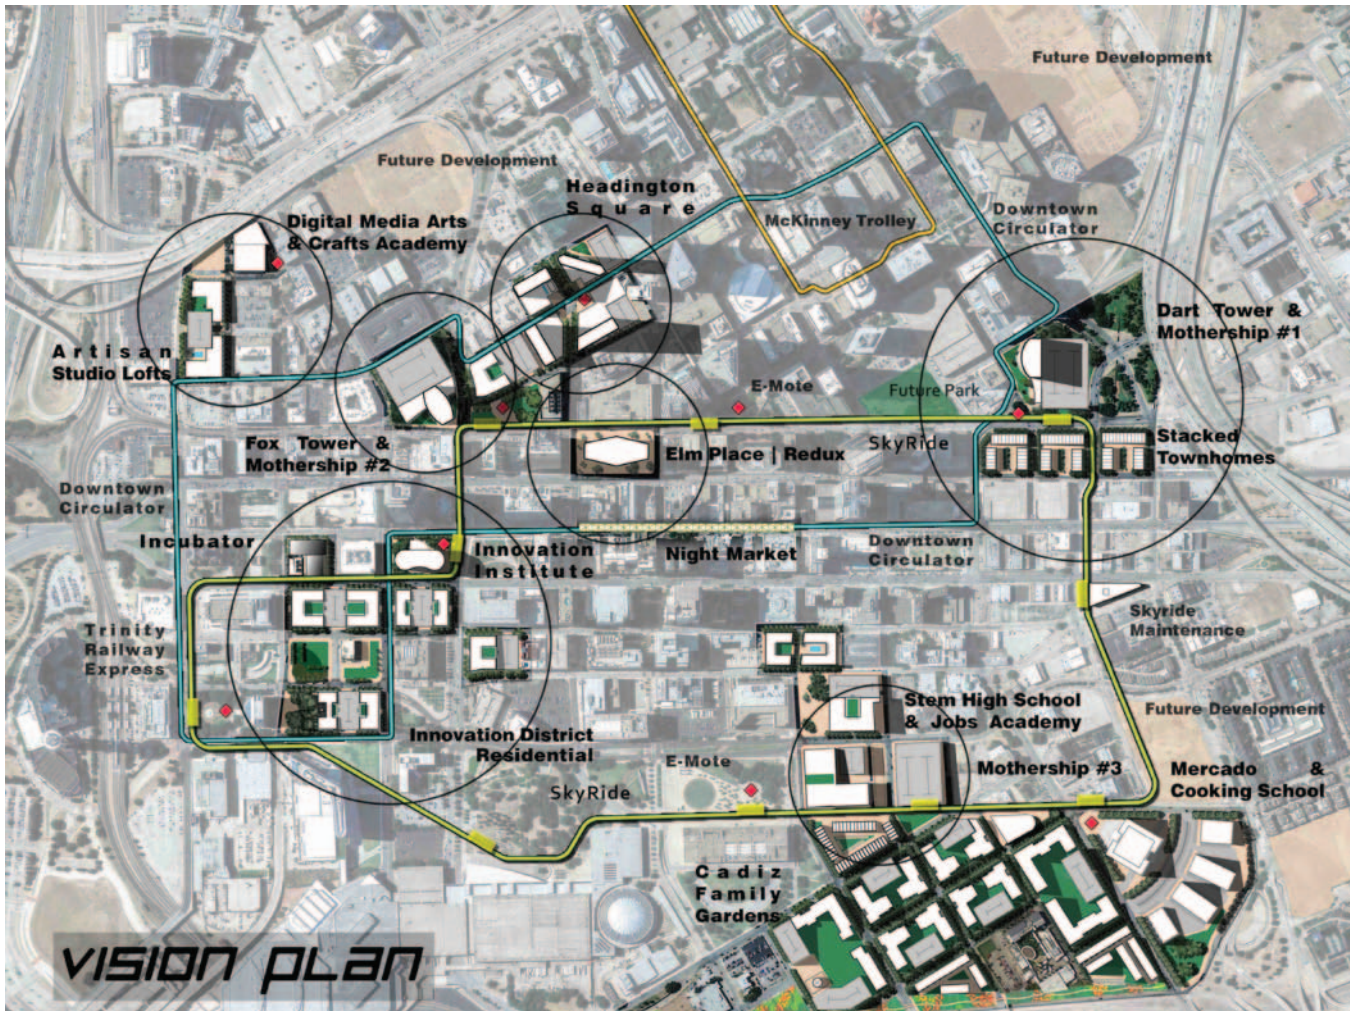 Future Development
Future Development
Headington
Square
Digital Media Arts
& Crafts Academy
McKinney Trolley
Downtown
Circulator
Dart Tower &
Mothership #1
Artisan
Studio Lofts
E-Mote
Future Park
Fox Tower &
Mothership #2
Elm Place | Redux
SkyRide
Stacked
Townhomes
Downtown
Circulator
Incubator
Innovation
Institute
Night Market
Downtown
Circulator
Trinity
Railway
Express
Skyride
Maintenance
Stem High School
& Jobs Academy
Future Development
Innovation District
Residential
E-Mote
Mothership #3
Mercado &
Cooking School
SkyRide
Cadiz
Family
Gardens
vision plan